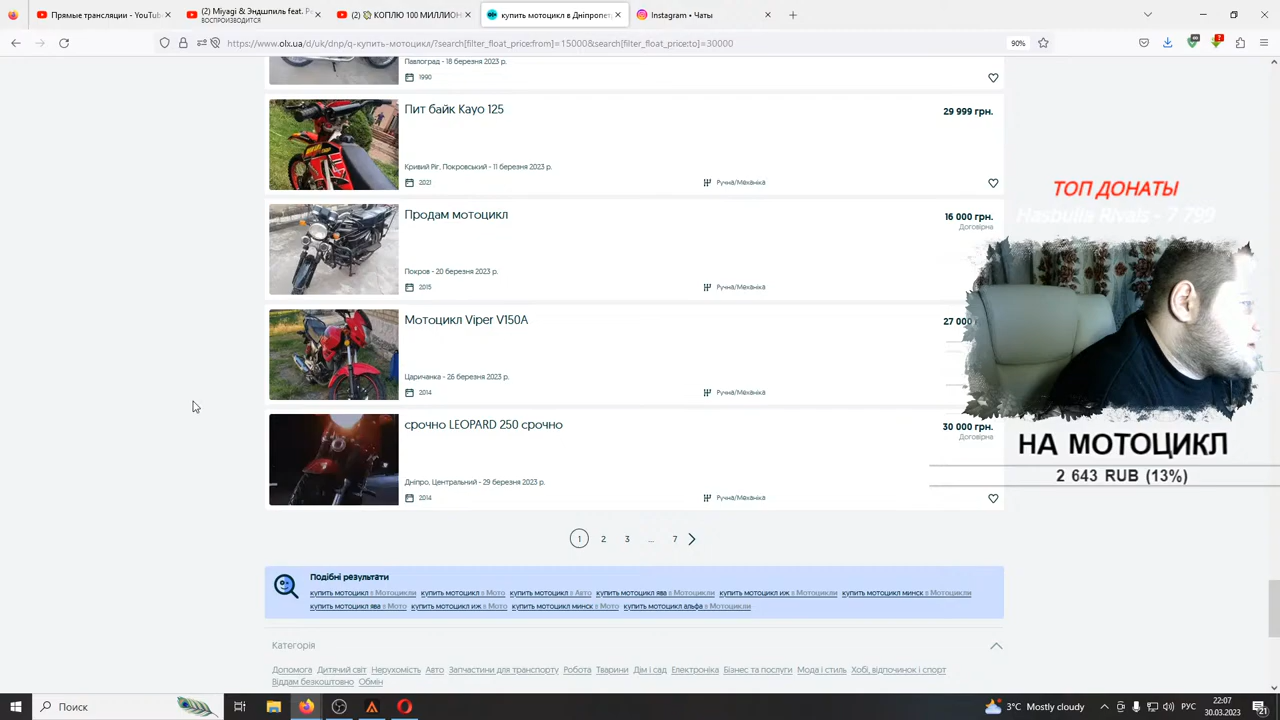 Прямые трансляции - YouTube
(2) Miyagi & Эндшпиль feat. Р
ВОСПРОИЗВОДИТСЯ
(2) КОПЛЮ 100 ДОНАТОВ Н
купить мотоцикл в Днiпропетр
Instagram • Чаты
https://www.olx.ua/d/uk/dnp/q-купить-мотоцикл/?search[filter_float_price:from]=15000&search[filter_float_price:to]=30000
90%
Павлоград - 18 березня 2023 р.
1990
Пит байк Kayo 125
29 999 грн.
Кривий Ріг, Покровський - 11 березня 2023 р.
2021
Ручна/Механіка
Продам мотоцикл
16 000 грн.
Договірна
Покров - 20 березня 2023 р.
2015
Ручна/Механіка
Мотоцикл Viper V150A
27 000
Царичанка - 26 березня 2023 р.
2014
Ручна/Механіка
срочно LEOPARD 250 срочно
30 000 грн.
Договірна
Дніпро, Центральний - 29 березня 2023 р.
2014
Ручна/Механіка
ТОП ДОНАТЫ
Hasbulla Rivals - 7 799
НА МОТОЦИКЛ
2 643 RUB (13%)
1 2 3 ... 7
Подібні результати
купить мотоцикл в Мотоцикли купить мотоцикл в Мото купить мотоцикл в Авто купить мотоцикл ява в Мотоцикли купить мотоцикл иж в Мотоцикли купить мотоцикл минск в Мотоцикли
купить мотоцикл ява в Мото купить мотоцикл иж в Мото купить мотоцикл минск в Мото купить мотоцикл альфа в Мотоцикли
Категорія
Допомога Дитячий світ Нерухомість Авто Запчастини для транспорту Робота Тварини Дім і сад Електроніка Бізнес та послуги Мода і стиль Хобі, відпочинок і спорт
Віддам безкоштовно Обмін
Поиск
3°C Mostly cloudy
РУС
22:07
30.03.2023